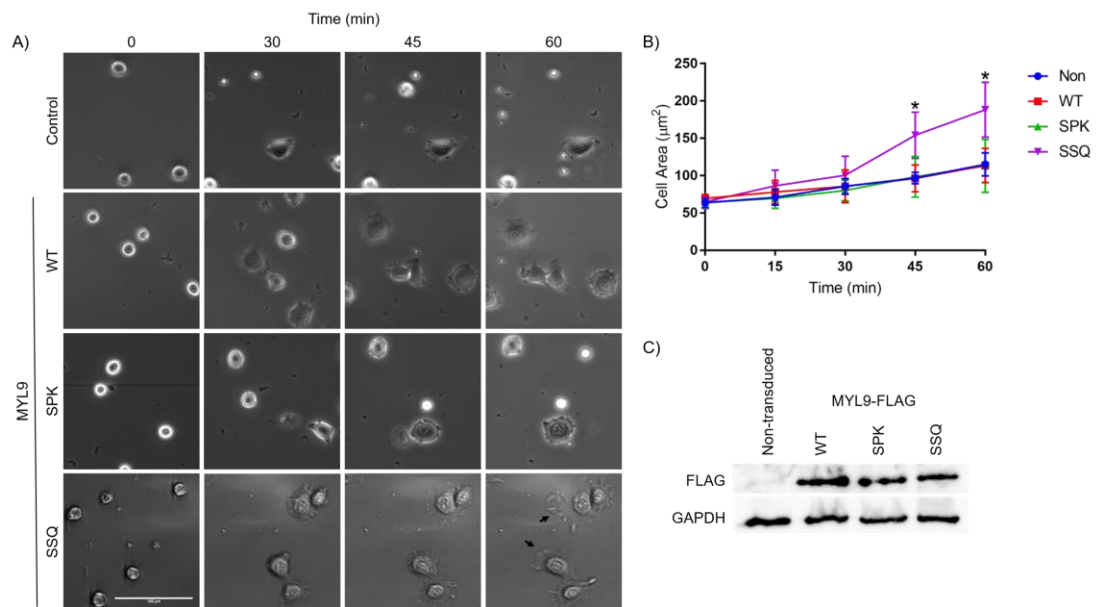 Time (min)
A)
0 30 45 60
Control
MYL9
WT
SPK
SSQ
B)
250
200
150
100
50
0
Cell Area (μm²)
0 15 30 45 60
Time (min)
*
*
Non
WT
SPK
SSQ
C)
Non-transduced
MYL9-FLAG
WT SPK SSQ
FLAG
GAPDH